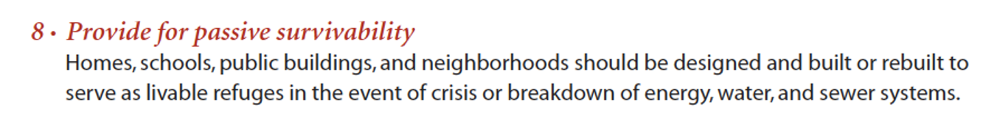 8 • Provide for passive survivability
Homes, schools, public buildings, and neighborhoods should be designed and built or rebuilt to
serve as livable refuges in the event of crisis or breakdown of energy, water, and sewer systems.